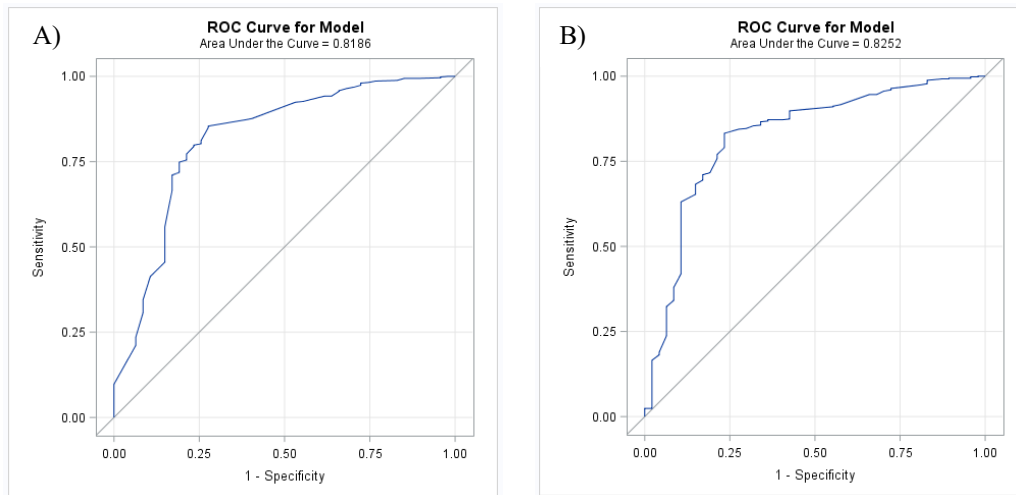 A)
ROC Curve for Model
Area Under the Curve = 0.8186
1.00
0.75
0.50
0.25
0.00
Sensitivity
0.00 0.25 0.50 0.75 1.00
1 - Specificity
B)
ROC Curve for Model
Area Under the Curve = 0.8252
1.00
0.75
0.50
0.25
0.00
Sensitivity
0.00 0.25 0.50 0.75 1.00
1 - Specificity